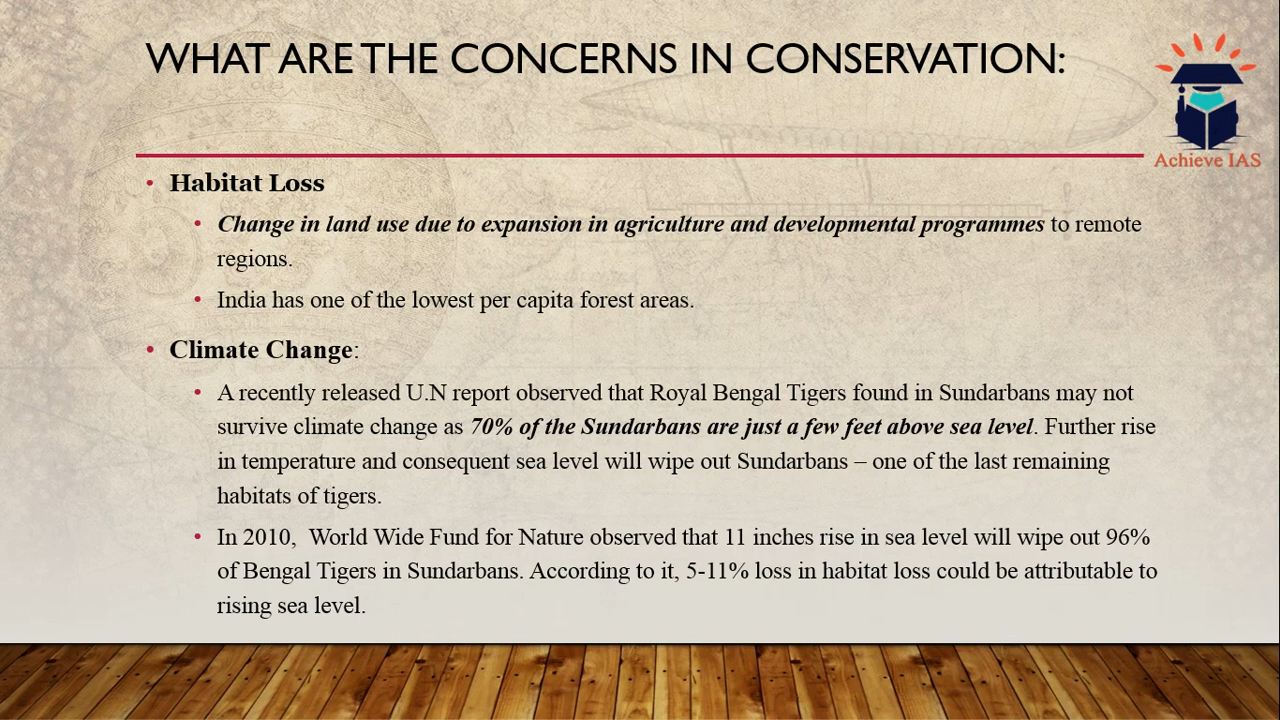 WHAT ARE THE CONCERNS IN CONSERVATION:
Achieve IAS
• Habitat Loss
• Change in land use due to expansion in agriculture and developmental programmes to remote
regions.
• India has one of the lowest per capita forest areas.
• Climate Change:
• A recently released U.N report observed that Royal Bengal Tigers found in Sundarbans may not
survive climate change as 70% of the Sundarbans are just a few feet above sea level. Further rise
in temperature and consequent sea level will wipe out Sundarbans – one of the last remaining
habitats of tigers.
• In 2010,  World Wide Fund for Nature observed that 11 inches rise in sea level will wipe out 96%
of Bengal Tigers in Sundarbans. According to it, 5-11% loss in habitat loss could be attributable to
rising sea level.